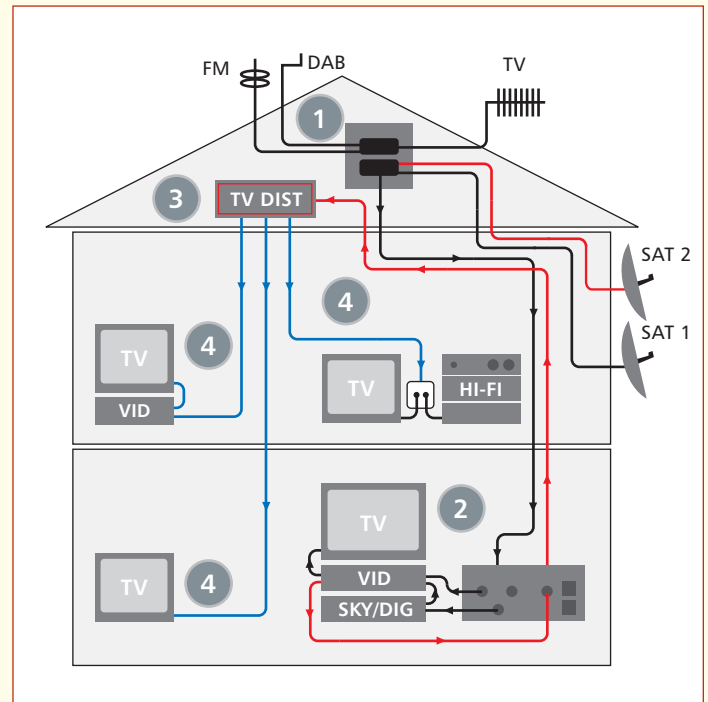 FM
DAB
TV
1
3
TV DIST
SAT 2
4
4
SAT 1
TV
VID
TV
HI-FI
2
TV
TV
4
VID
SKY/DIG